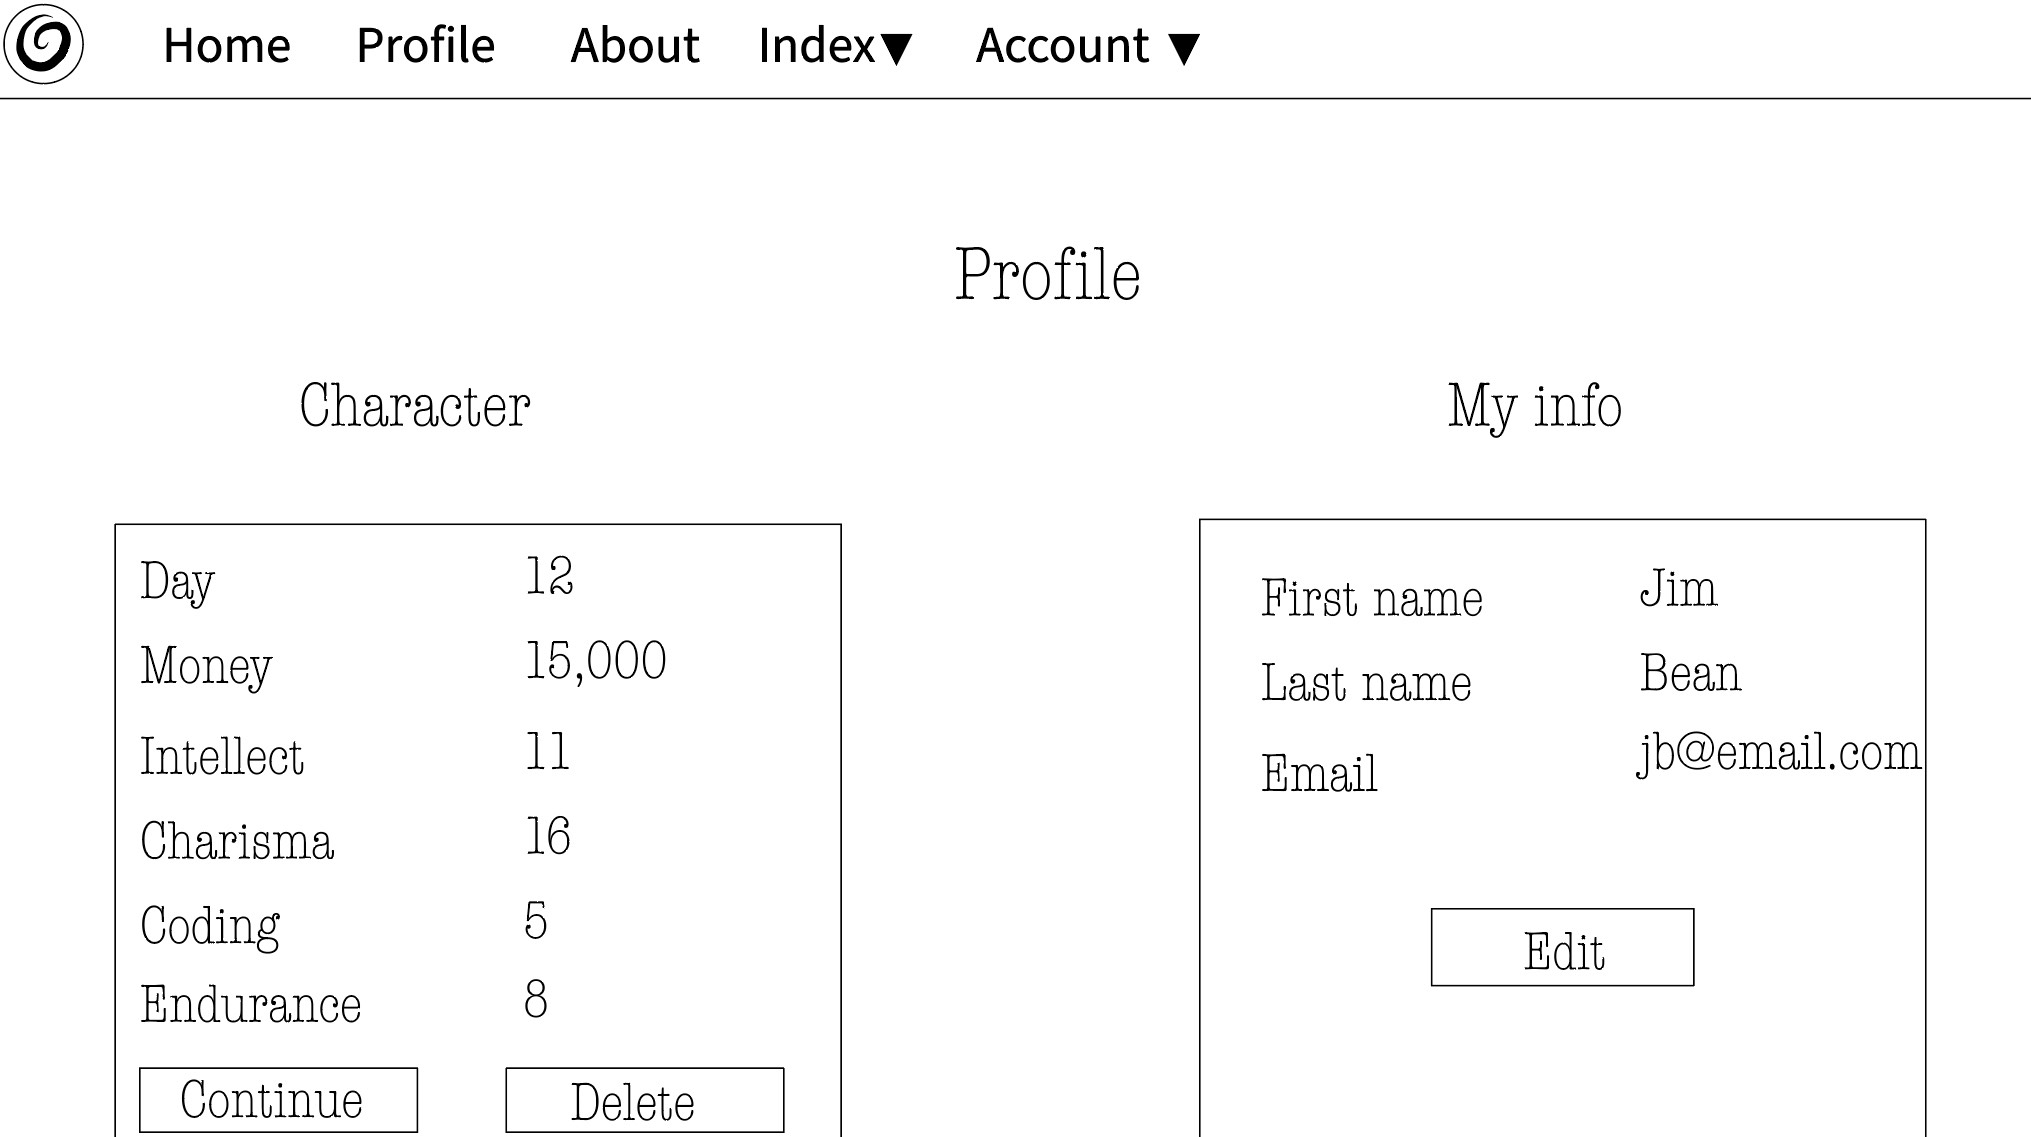 Home Profile About Index▼ Account ▼
Profile
Character
Day 12
Money 15,000
Intellect 11
Charisma 16
Coding 5
Endurance 8
Continue Delete
My info
First name Jim
Last name Bean
Email jb@email.com
Edit